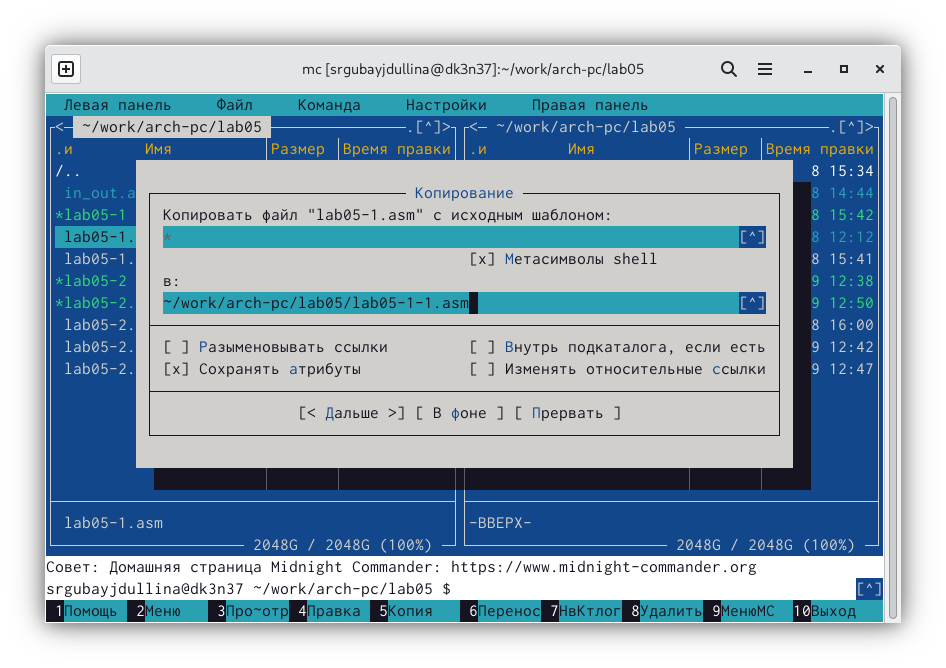 mc [srgubayjdullina@dk3n37]:~/work/arch-pc/lab05
Левая панель Файл Команда Настройки Правая панель
<─ ~/work/arch-pc/lab05 ─.[^]> <─ ~/work/arch-pc/lab05 ─.[^]>
.и Имя Размер Время правки .и Имя Размер Время правки
/.. 8 15:34
in_out.a 8 14:44
*lab05-1 8 15:42
lab05-1. 8 12:12
lab05-1. 8 15:41
*lab05-2 9 12:38
*lab05-2. 9 12:50
lab05-2. 8 16:00
lab05-2. 9 12:42
lab05-2. 9 12:47
Копирование
Копировать файл "lab05-1.asm" с исходным шаблоном:
* [^]
[x] Метасимволы shell
в:
~/work/arch-pc/lab05/lab05-1-1.asm [^]
[ ] Разыменовывать ссылки [ ] Внутрь подкаталога, если есть
[x] Сохранять атрибуты [ ] Изменять относительные ссылки
[< Дальше >] [ В фоне ] [ Прервать ]
lab05-1.asm -ВВЕРХ-
2048G / 2048G (100%) 2048G / 2048G (100%)
Совет: Домашняя страница Midnight Commander: https://www.midnight-commander.org
srgubayjdullina@dk3n37 ~/work/arch-pc/lab05 $ [^]
1Помощь 2Меню 3Про~отр 4Правка 5Копия 6Перенос 7НвКтлог 8Удалить 9МенюМС 10Выход